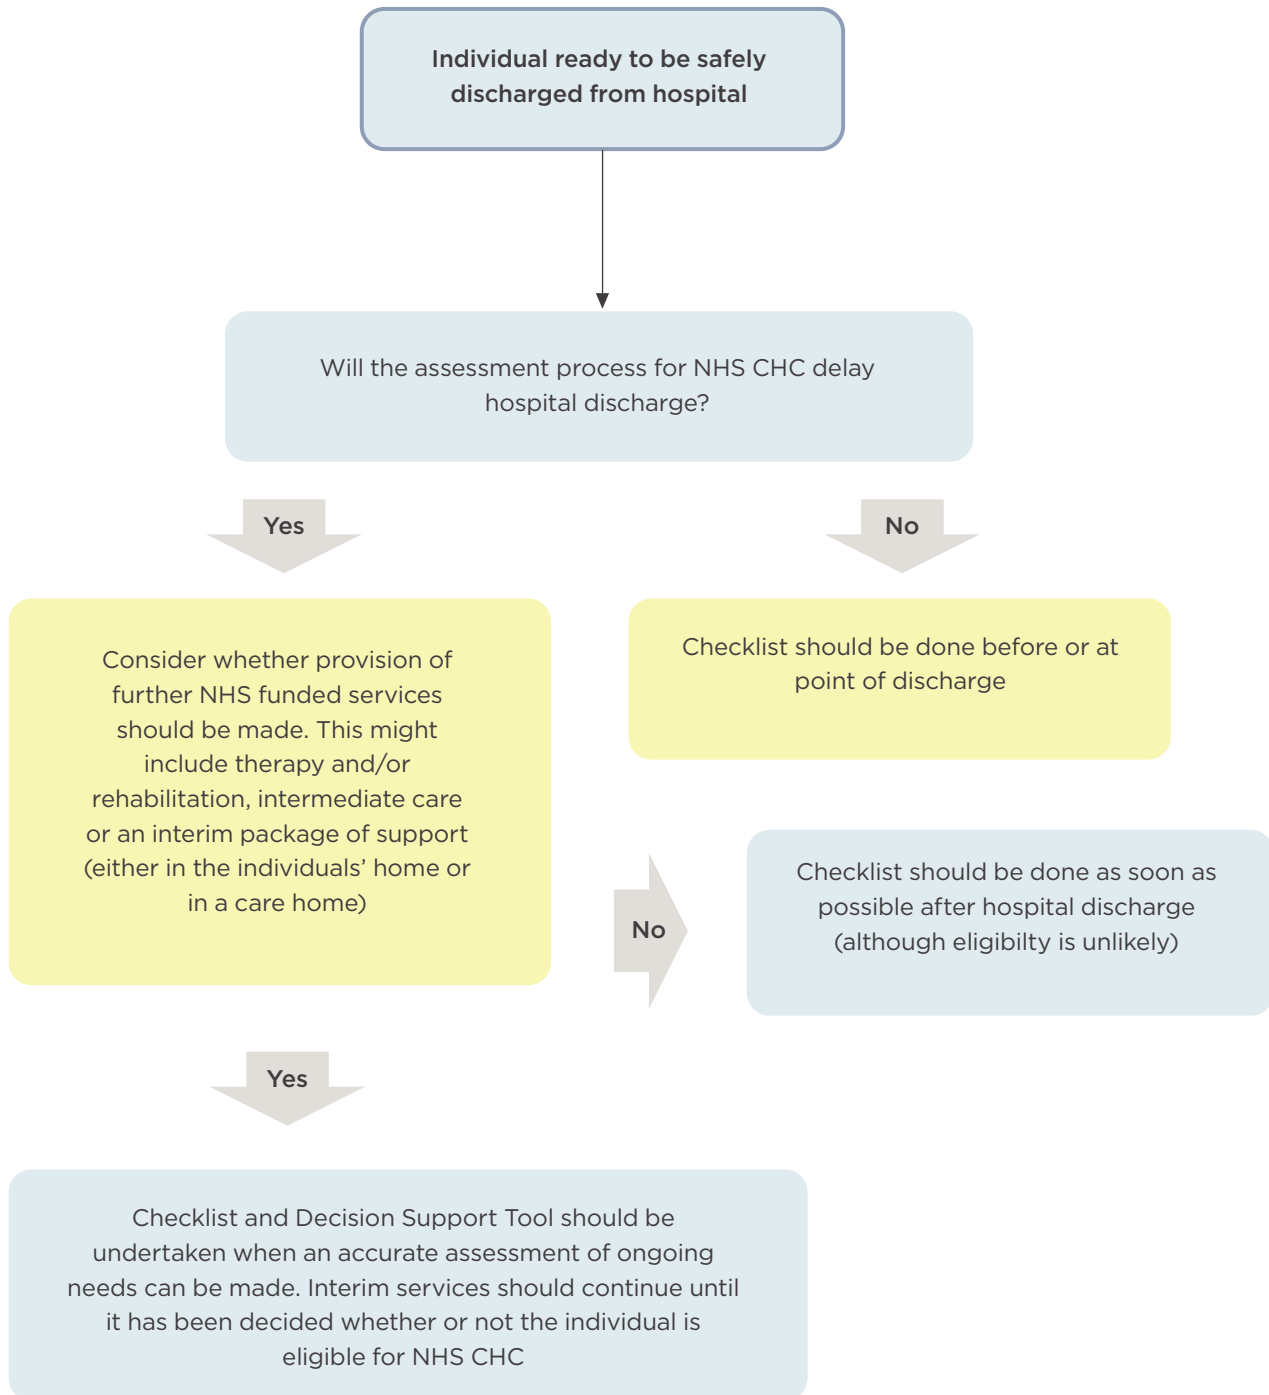 Individual ready to be safely
discharged from hospital
Will the assessment process for NHS CHC delay
hospital discharge?
Yes
No
Consider whether provision of
further NHS funded services
should be made. This might
include therapy and/or
rehabilitation, intermediate care
or an interim package of support
(either in the individuals’ home or
in a care home)
Checklist should be done before or at
point of discharge
No
Checklist should be done as soon as
possible after hospital discharge
(although eligibilty is unlikely)
Yes
Checklist and Decision Support Tool should be
undertaken when an accurate assessment of ongoing
needs can be made. Interim services should continue until
it has been decided whether or not the individual is
eligible for NHS CHC